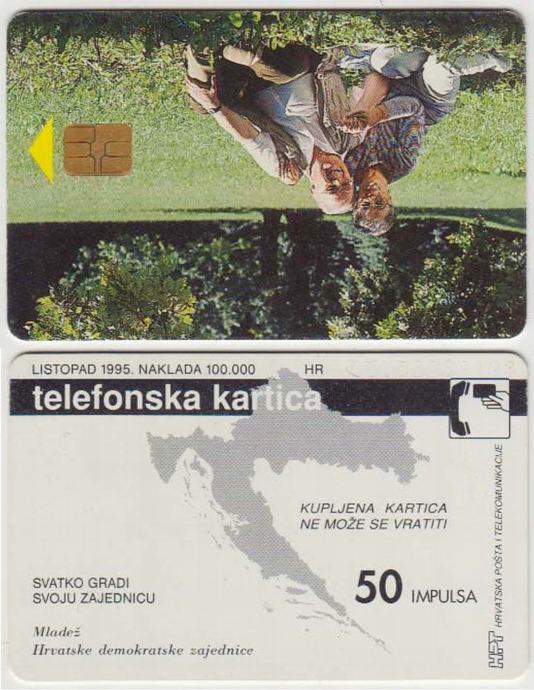 LISTOPAD 1995. NAKLADA 100.000 HR
telefonska kartica
KUPLJENA KARTICA
NE MOŽE SE VRATITI
SVATKO GRADI
SVOJU ZAJEDNICU
50 IMPULSA
Mladež
Hrvatske demokratske zajednice
HPT HRVATSKA POŠTA I TELEKOMUNIKACIJE